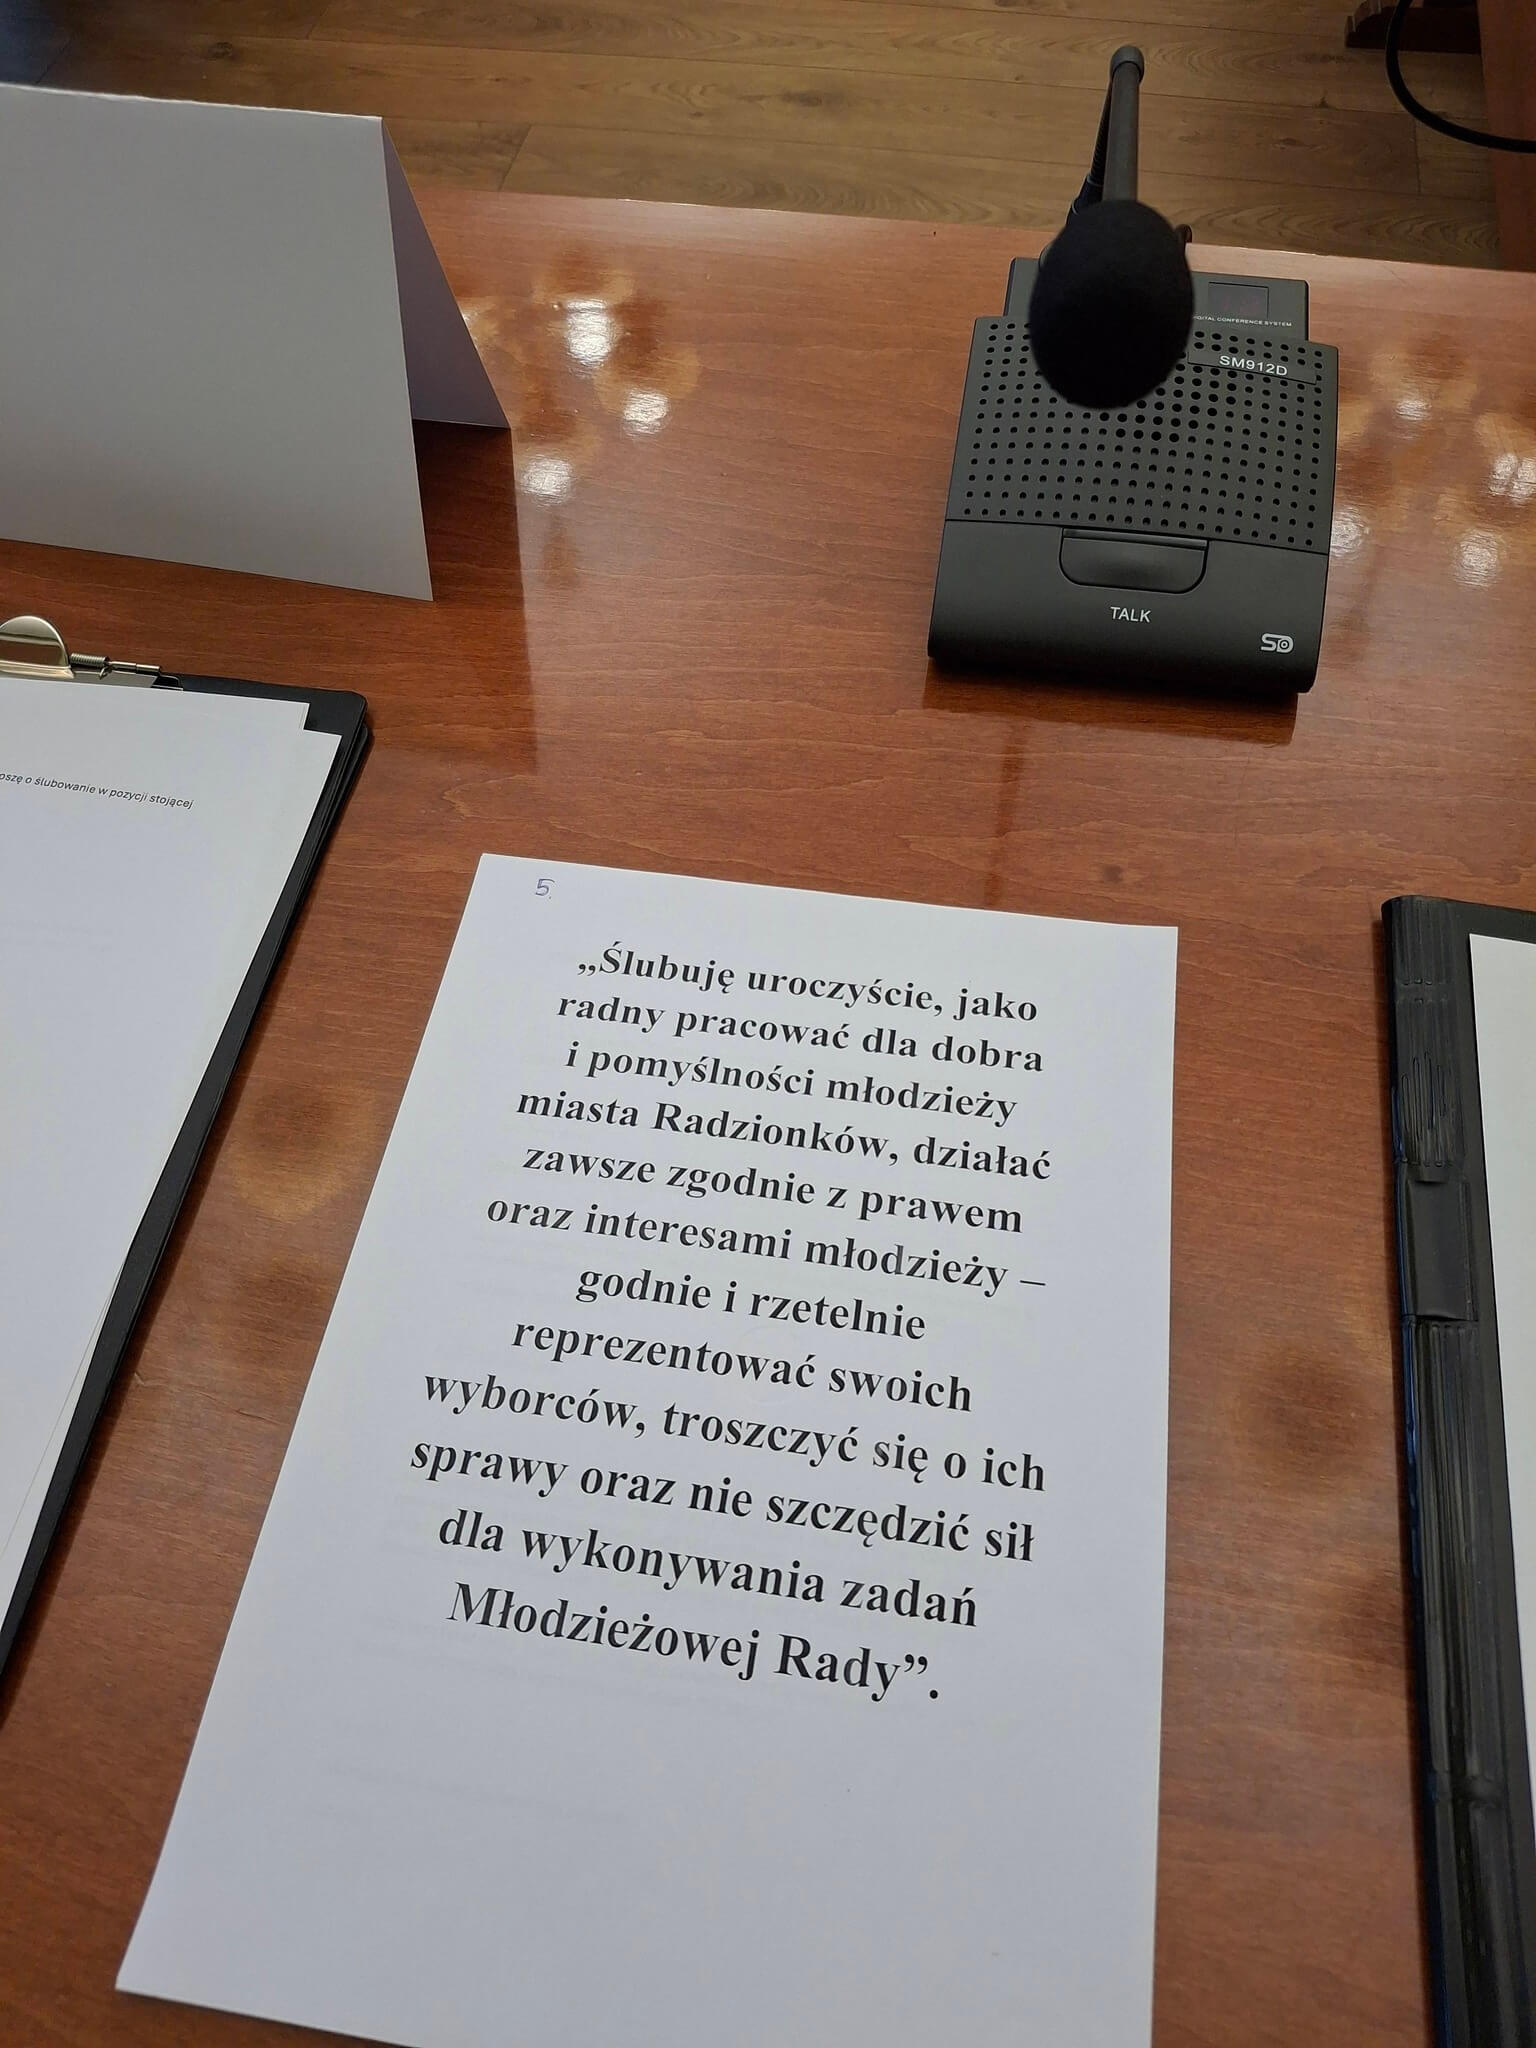 DIGITAL CONFERENCE SYSTEM
SM912D
TALK
SD
o ślubowanie w pozycji stojącej
5.
„Ślubuję uroczyście, jako
radny pracować dla dobra
i pomyślności młodzieży
miasta Radzionków, działać
zawsze zgodnie z prawem
oraz interesami młodzieży –
godnie i rzetelnie
reprezentować swoich
wyborców, troszczyć się o ich
sprawy oraz nie szczędzić sił
dla wykonywania zadań
Młodzieżowej Rady”.